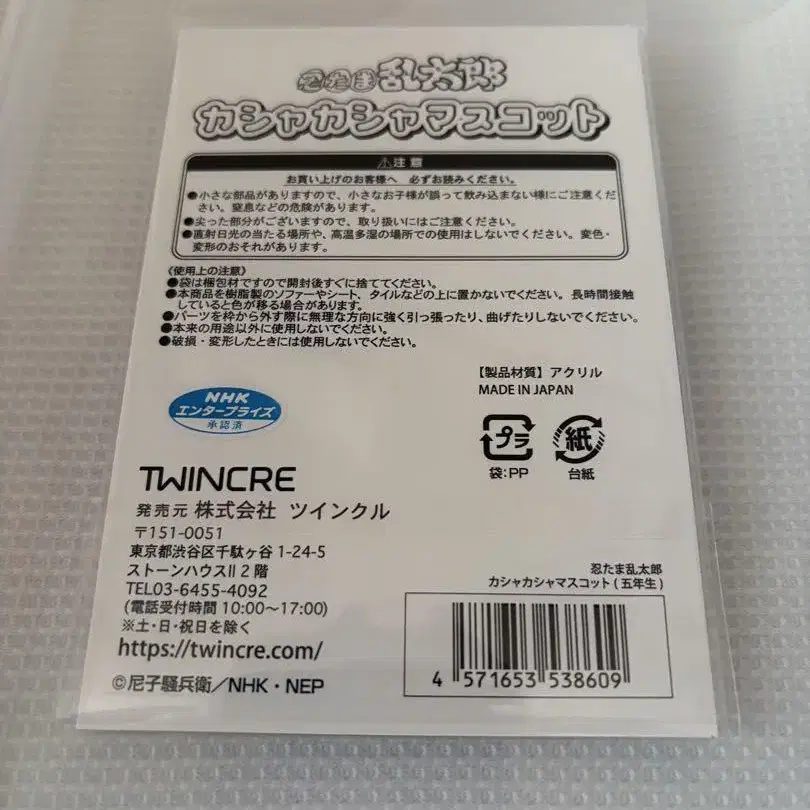 忍たま乱太郎
カシャカシャマスコット
⚠注意
お買い上げのお客様へ 必ずお読みください。
●小さな部品がありますので、小さなお子様が誤って飲み込まない様にご注意くだ
さい。窒息などの危険があります。
●尖った部分がございますので、取り扱いにはご注意ください。
●直射日光の当たる場所や、高温多湿の場所での使用はしないでください。変色・
変形のおそれがあります。
《使用上の注意》
●袋は梱包材ですので開封後すぐに捨ててください。
●本商品を樹脂製のソファーやシート、タイルなどの上に置かないでください。長時間接触
していると色が移る場合があります。
●パーツを枠から外す際に無理な方向に強く引っ張ったり、曲げたりしないでください。
●本来の用途以外に使用しないでください。
●破損・変形したときには使用しないでください。
【製品材質】アクリル
MADE IN JAPAN
NHK
エンタープライズ
承認済
プラ
袋:PP
紙
台紙
TWINCRE
発売元 株式会社 ツインクル
〒151-0051
東京都渋谷区千駄ヶ谷 1-24-5
ストーンハウスII 2 階
TEL03-6455-4092
(電話受付時間 10:00〜17:00)
※土・日・祝日を除く
https://twincre.com/
©尼子騒兵衛/NHK・NEP
忍たま乱太郎
カシャカシャマスコット(五年生)
4 571653 538609